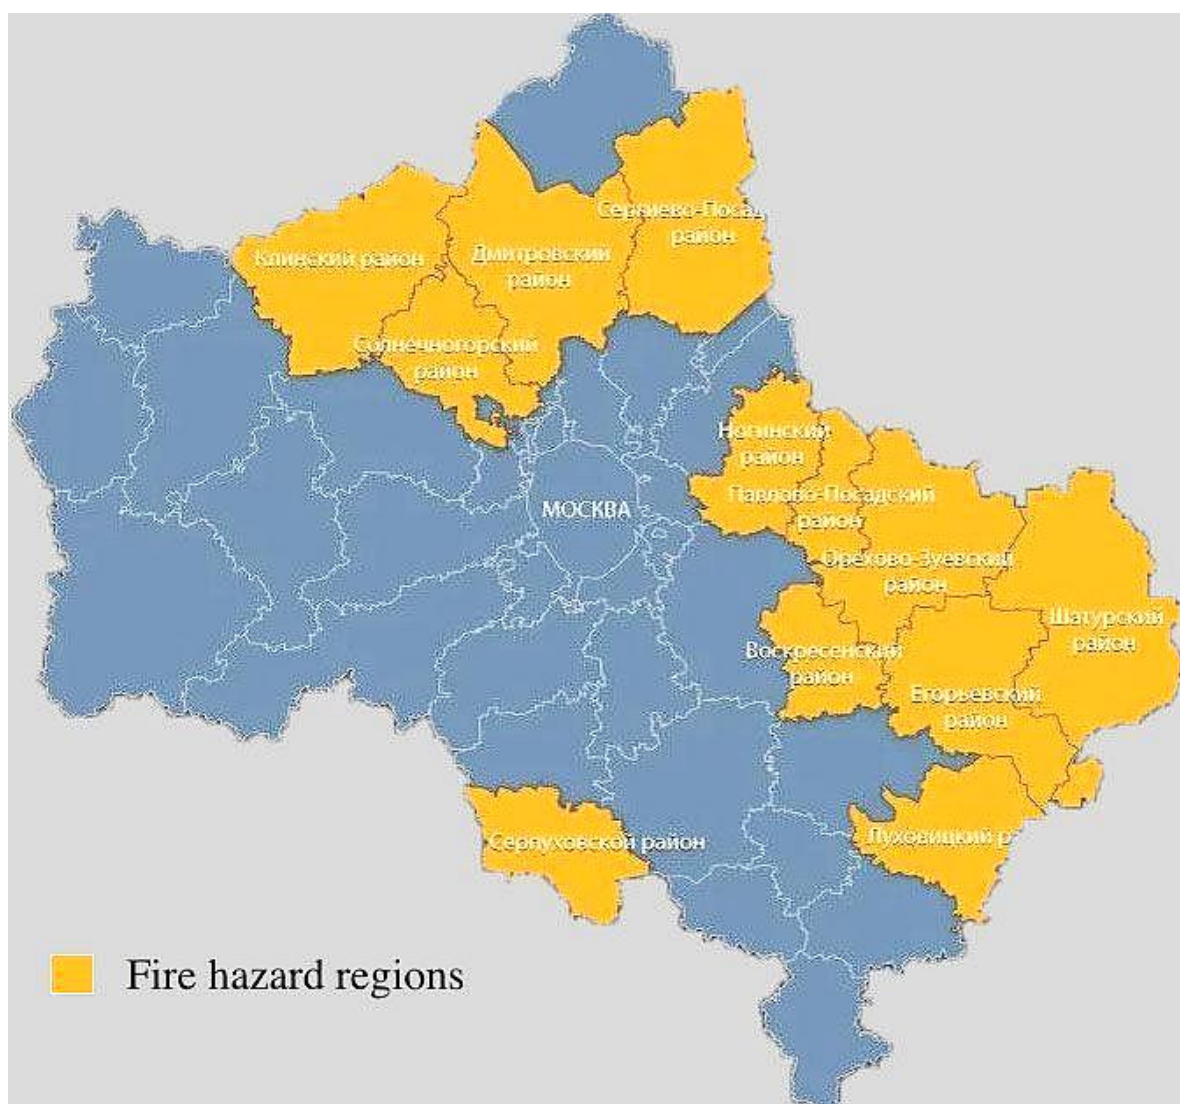 Сергиево-Посад
район
Клинский район
Дмитровский
район
Солнечногорский
район
Ногинский
район
Павлово-Посадский
район
МОСКВА
Орехово-Зуевский
район
Шатурский
район
Воскресенский
район
Егорьевский
район
Серпуховской район
Луховицкий р
Fire hazard regions